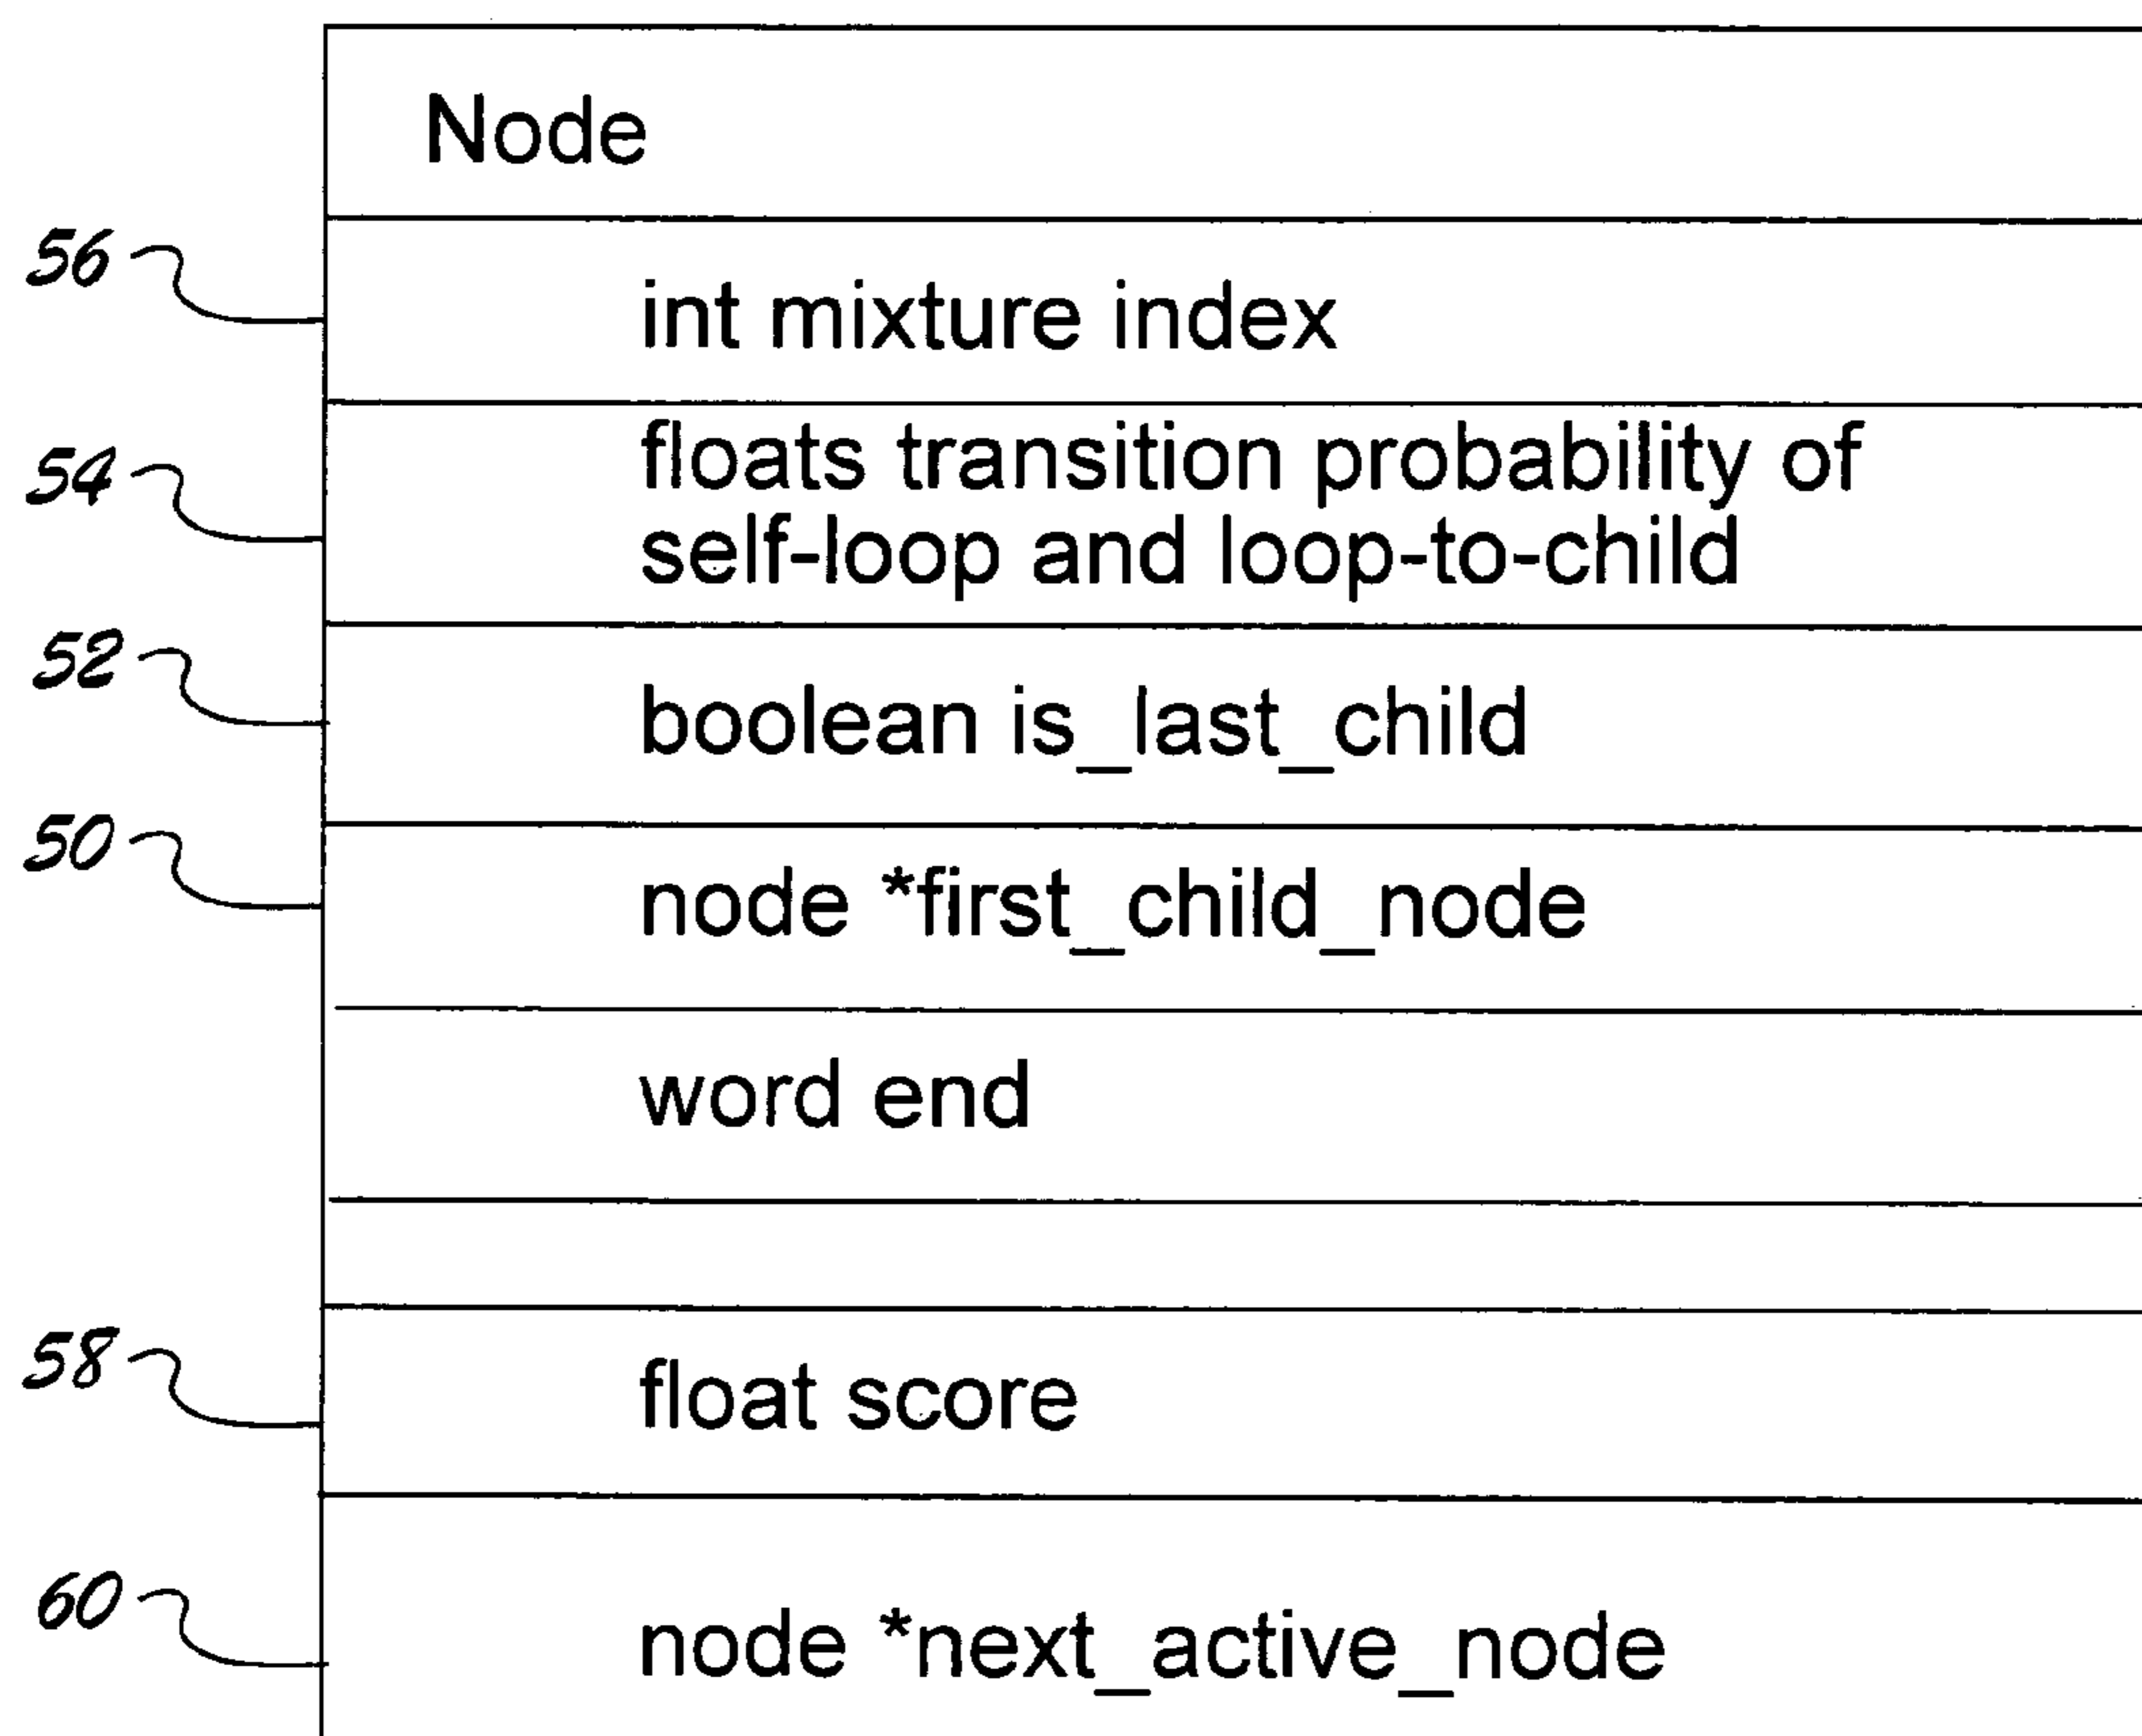 Node
56
int mixture index
54
floats transition probability of
self-loop and loop-to-child
52
boolean is_last_child
50
node *first_child_node
word end
58
float score
60
node *next_active_node